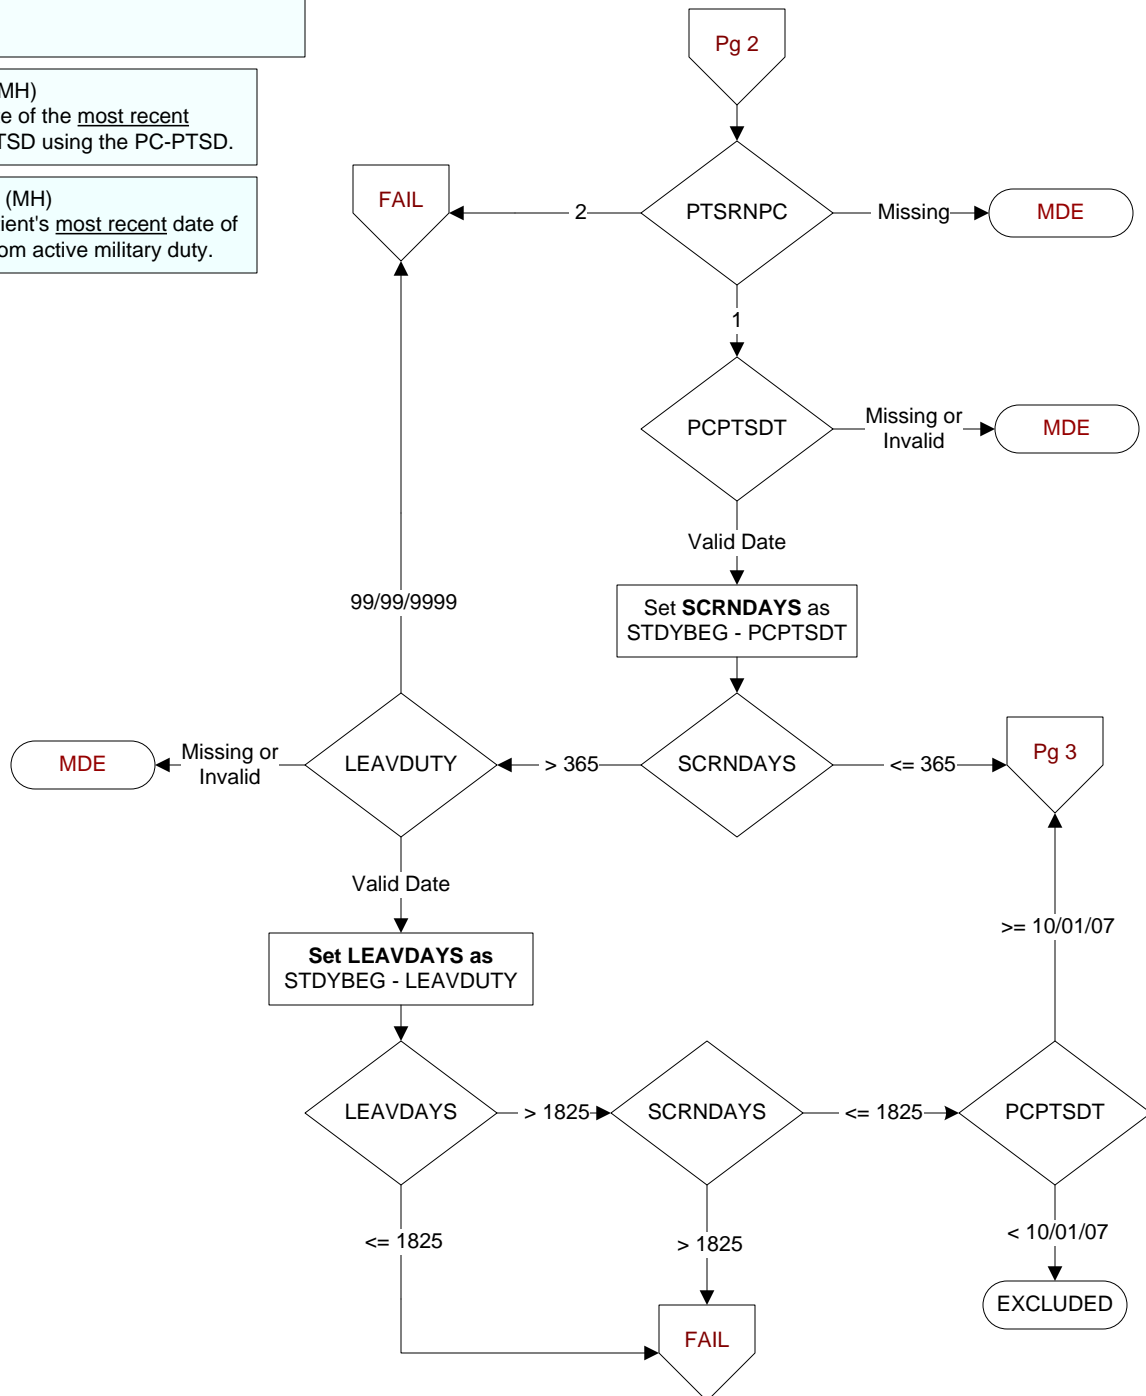 Pg 2
MH)
e of the most recent
TSD using the PC-PTSD.
(MH)
ient's most recent date of
om active military duty.
FAIL
2
PTSRNPC
Missing
MDE
1
PCPTSDT
Missing or
Invalid
MDE
Valid Date
99/99/9999
Set SCRNDAYS as
STDYBEG - PCPTSDT
MDE
Missing or
Invalid
LEAVDUTY
> 365
SCRNDAYS
<= 365
Pg 3
Valid Date
>= 10/01/07
Set LEAVDAYS as
STDYBEG - LEAVDUTY
LEAVDAYS
> 1825
SCRNDAYS
<= 1825
PCPTSDT
<= 1825
> 1825
< 10/01/07
EXCLUDED
FAIL